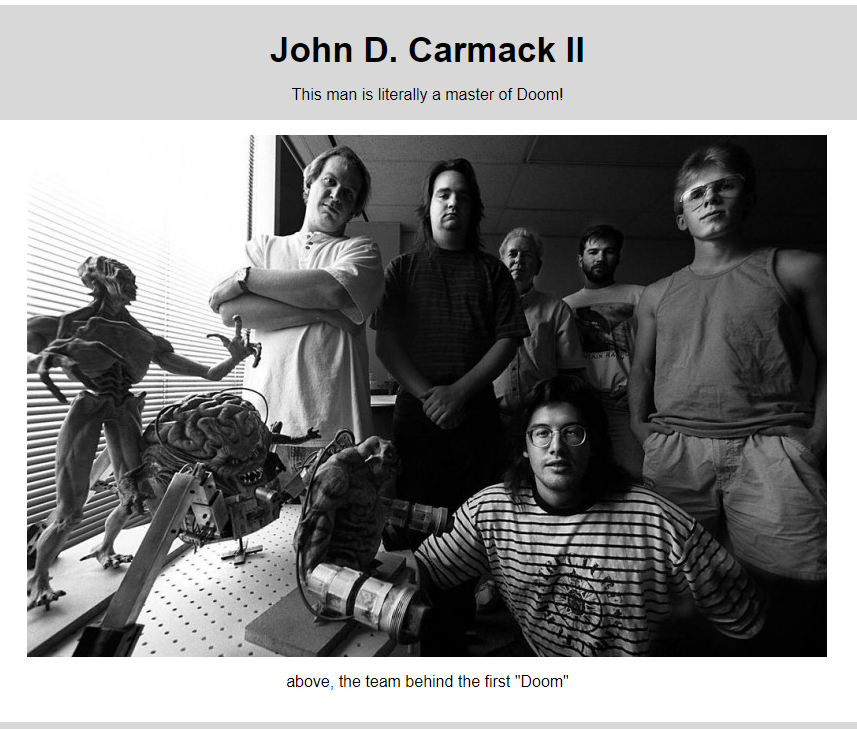 John D. Carmack II
This man is literally a master of Doom!
above, the team behind the first "Doom"